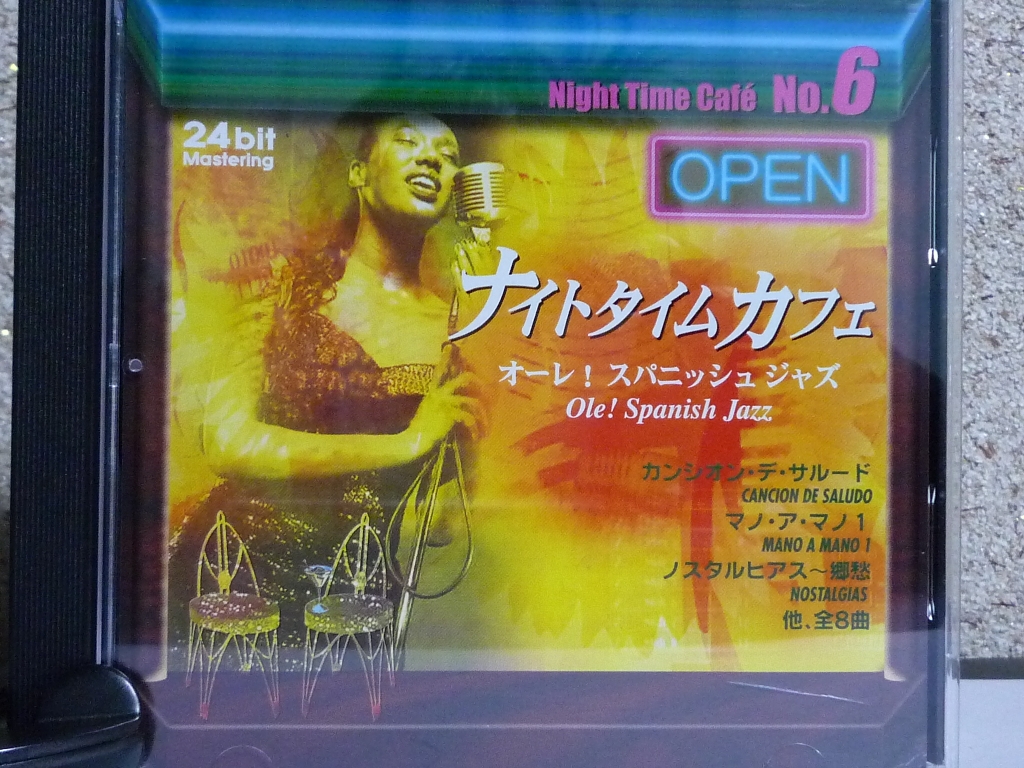 Night Time Café No.6
24bit
Mastering
OPEN
ナイトタイムカフェ
オーレ！ スパニッシュ ジャズ
Ole! Spanish Jazz
カンシオン・デ・サルード
CANCION DE SALUDO
マノ・ア・マノ1
MANO A MANO 1
ノスタルヒアス〜郷愁
NOSTALGIAS
他、全8曲